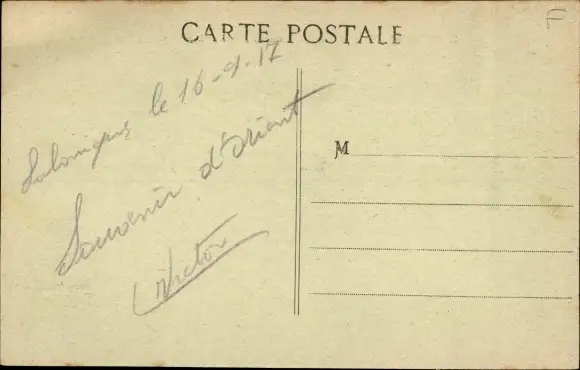 CARTE POSTALE
F
Salonique le 16-9-17
Souvenir d'Orient
Victor
M